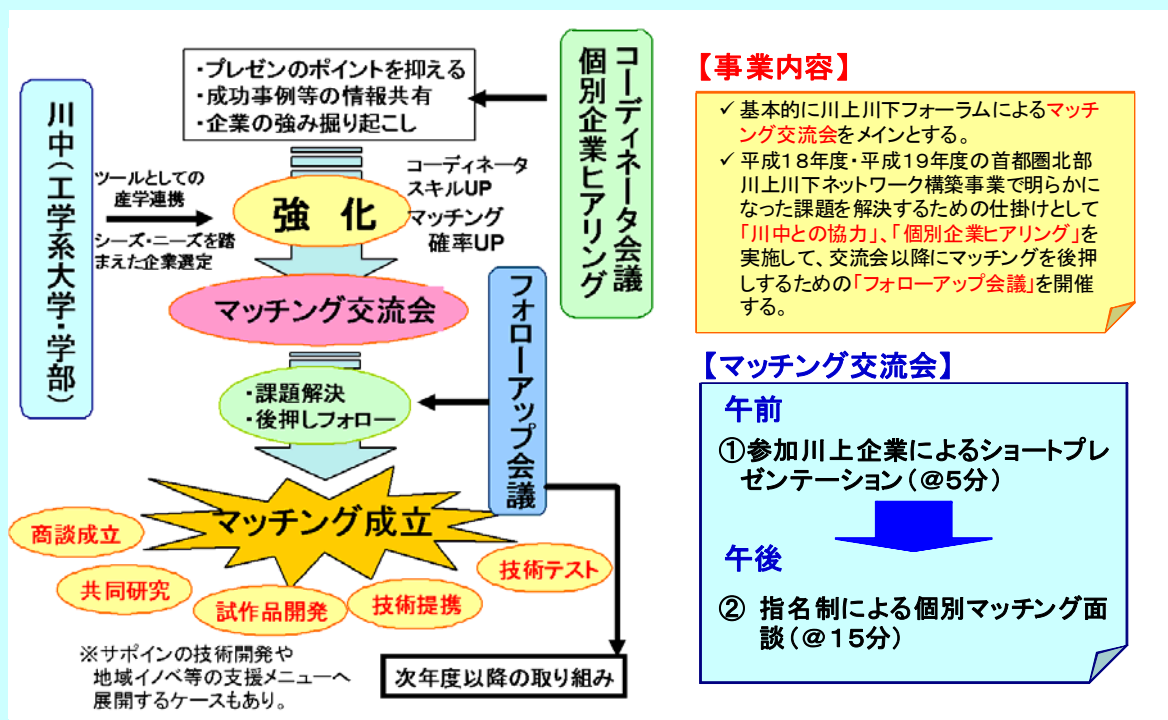 川中（工学系大学・学部）
・プレゼンのポイントを抑える
・成功事例等の情報共有
・企業の強み掘り起こし
コーディネータ会議
個別企業ヒアリング
ツールとしての
産学連携
シーズ・ニーズを踏
まえた企業選定
強 化
コーディネータ
スキルUP
マッチング
確率UP
マッチング交流会
フォローアップ会議
・課題解決
・後押しフォロー
マッチング成立
商談成立
共同研究
試作品開発
技術提携
技術テスト
※サポインの技術開発や
地域イノベ等の支援メニューへ
展開するケースもあり。
次年度以降の取り組み
【事業内容】
✓ 基本的に川上川下フォーラムによるマッチ
ング交流会をメインとする。
✓ 平成18年度・平成19年度の首都圏北部
川上川下ネットワーク構築事業で明らかに
なった課題を解決するための仕掛けとして
「川中との協力」、「個別企業ヒアリング」を
実施して、交流会以降にマッチングを後押
しするための「フォローアップ会議」を開催
する。
【マッチング交流会】
午前
①参加川上企業によるショートプレ
ゼンテーション（＠5分）
午後
② 指名制による個別マッチング面
談（＠15分）